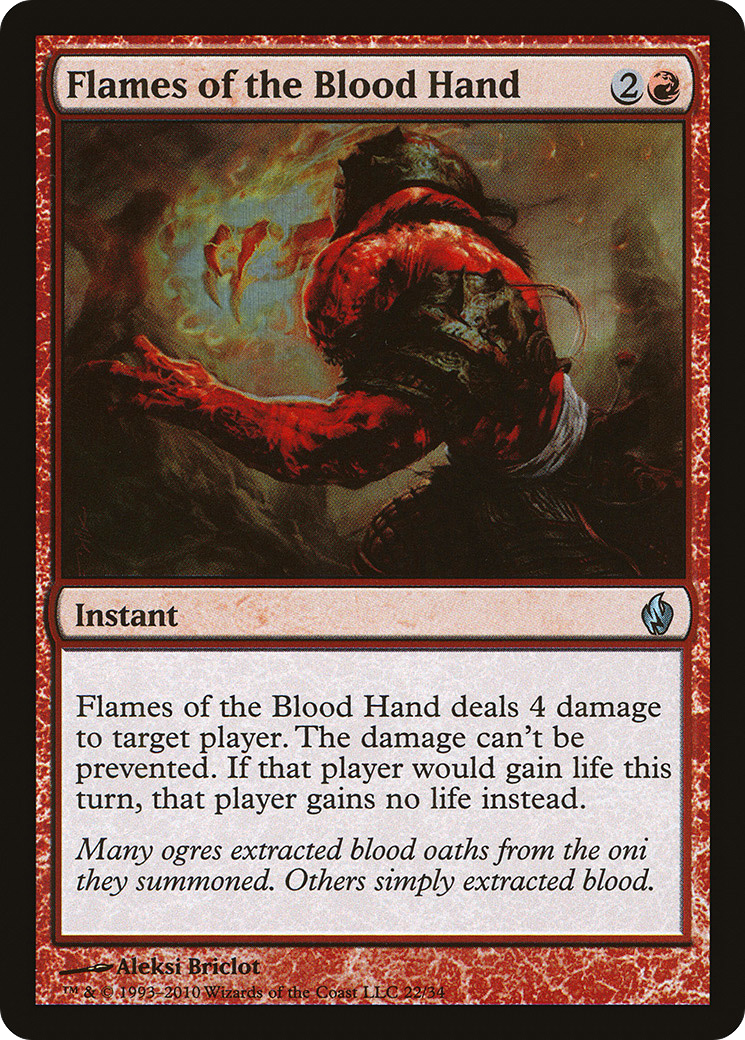 Flames of the Blood Hand 2
Instant
Flames of the Blood Hand deals 4 damage
to target player. The damage can't be
prevented. If that player would gain life this
turn, that player gains no life instead.
Many ogres extracted blood oaths from the oni
they summoned. Others simply extracted blood.
Aleksi Briclot
™ & © 1993–2010 Wizards of the Coast LLC 22/34